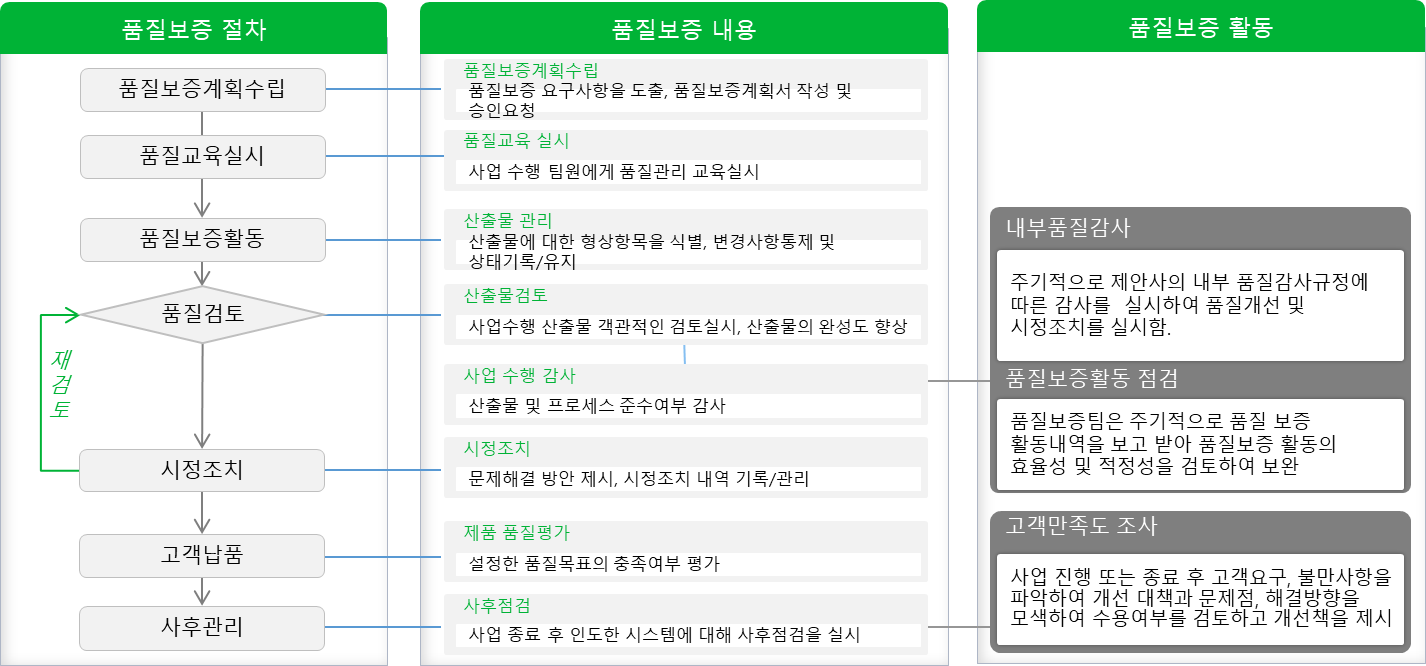 품질보증 절차
품질보증계획수립
품질교육실시
품질보증활동
품질검토
재
검
토
시정조치
고객납품
사후관리
품질보증 내용
품질보증계획수립
품질보증 요구사항을 도출, 품질보증계획서 작성 및
승인요청
품질교육 실시
사업 수행 팀원에게 품질관리 교육실시
산출물 관리
산출물에 대한 형상항목을 식별, 변경사항통제 및
상태기록/유지
산출물검토
사업수행 산출물 객관적인 검토실시, 산출물의 완성도 향상
사업 수행 감사
산출물 및 프로세스 준수여부 감사
시정조치
문제해결 방안 제시, 시정조치 내역 기록/관리
제품 품질평가
설정한 품질목표의 충족여부 평가
사후점검
사업 종료 후 인도한 시스템에 대해 사후점검을 실시
품질보증 활동
내부품질감사
주기적으로 제안사의 내부 품질감사규정에
따른 감사를 실시하여 품질개선 및
시정조치를 실시함.
품질보증활동 점검
품질보증팀은 주기적으로 품질 보증
활동내역을 보고 받아 품질보증 활동의
효율성 및 적정성을 검토하여 보완
고객만족도 조사
사업 진행 또는 종료 후 고객요구, 불만사항을
파악하여 개선 대책과 문제점, 해결방향을
모색하여 수용여부를 검토하고 개선책을 제시